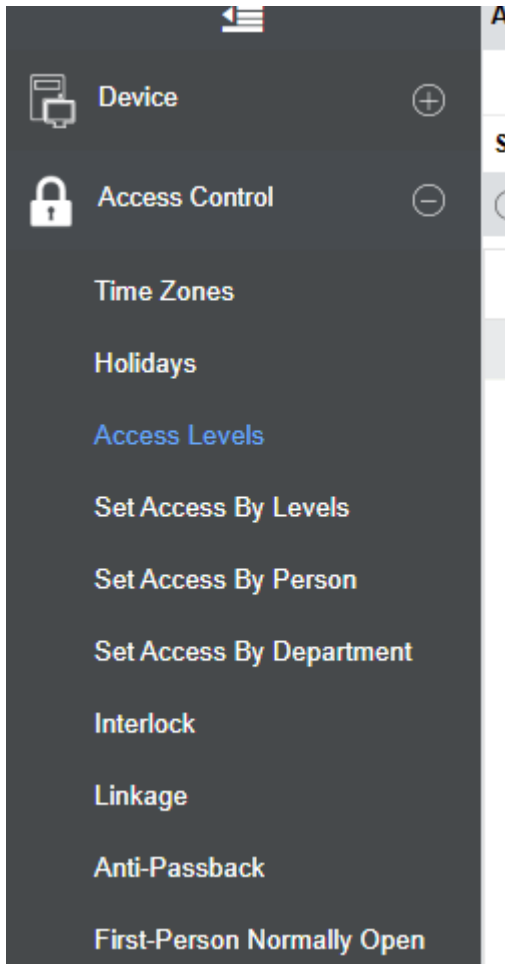 Device
Access Control
Time Zones
Holidays
Access Levels
Set Access By Levels
Set Access By Person
Set Access By Department
Interlock
Linkage
Anti-Passback
First-Person Normally Open